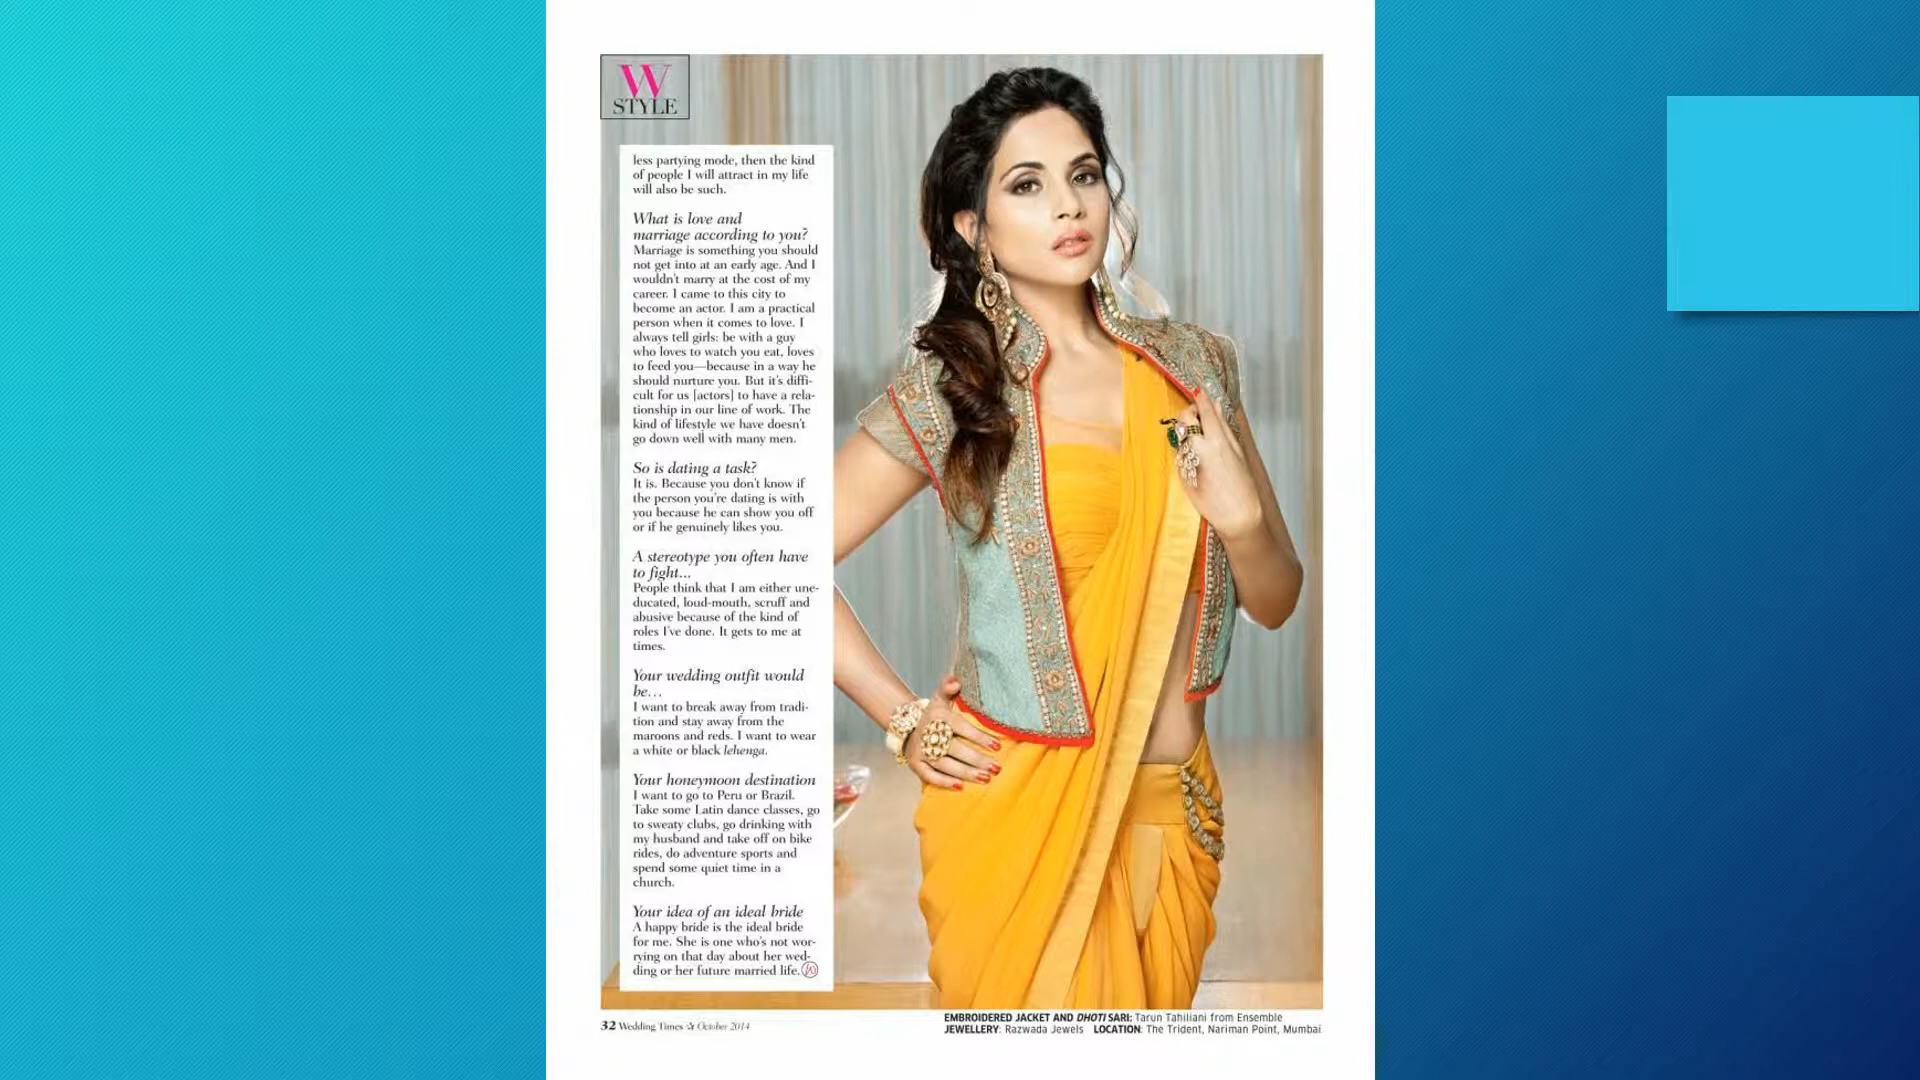 W
STYLE
less partying mode, then the kind
of people I will attract in my life
will also be such.
What is love and
marriage according to you?
Marriage is something you should
not get into at an early age. And I
wouldn't marry at the cost of my
career. I came to this city to
become an actor. I am a practical
person when it comes to love. I
always tell girls: be with a guy
who loves to watch you eat, loves
to feed you—because in a way he
should nurture you. But it's diffi-
cult for us [actors] to have a rela-
tionship in our line of work. The
kind of lifestyle we have doesn't
go down well with many men.
So is dating a task?
It is. Because you don't know if
the person you're dating is with
you because he can show you off
or if he genuinely likes you.
A stereotype you often have
to fight...
People think that I am either une-
ducated, loud-mouth, scruff and
abusive because of the kind of
roles I've done. It gets to me at
times.
Your wedding outfit would
be...
I want to break away from tradi-
tion and stay away from the
maroons and reds. I want to wear
a white or black lehenga.
Your honeymoon destination
I want to go to Peru or Brazil.
Take some Latin dance classes, go
to sweaty clubs, go drinking with
my husband and take off on bike
rides, do adventure sports and
spend some quiet time in a
church.
Your idea of an ideal bride
A happy bride is the ideal bride
for me. She is one who's not wor-
rying on that day about her wed-
ding or her future married life.
32 Wedding Times ☆ October 2014
EMBROIDERED JACKET AND DHOTI SARI: Tarun Tahiliani from Ensemble
JEWELLERY: Razwada Jewels LOCATION: The Trident, Nariman Point, Mumbai